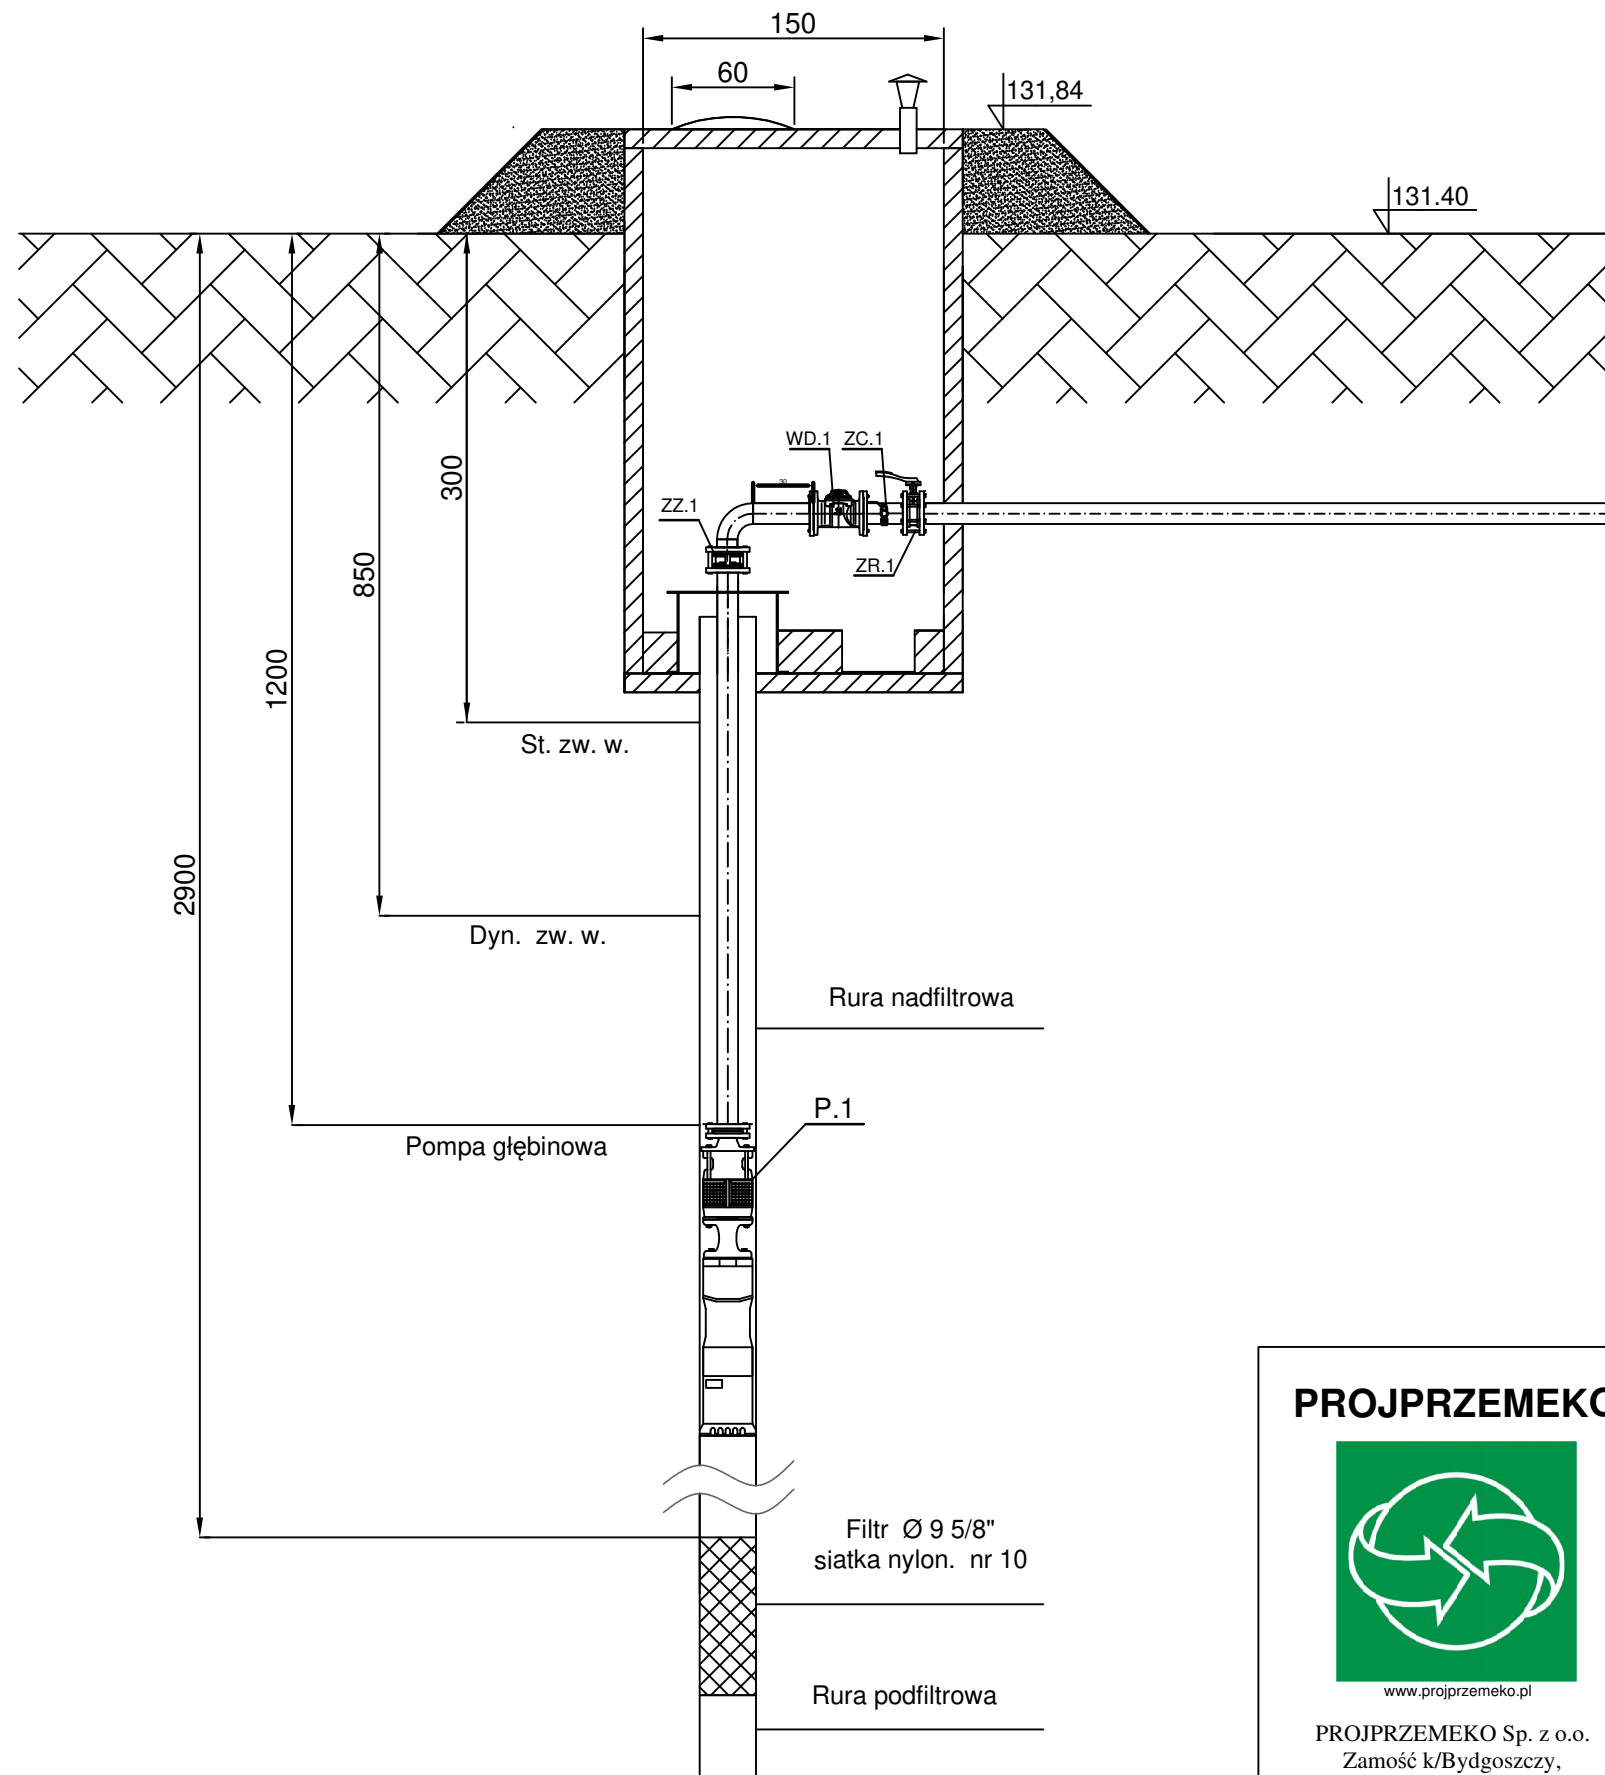 150
60
131,84
131.40
WD.1 ZC.1
30
ZZ.1
ZR.1
300
850
1200
2900
St. zw. w.
Dyn. zw. w.
Rura nadfiltrowa
P.1
Pompa głębinowa
Filtr Ø 9 5/8"
siatka nylon. nr 10
Rura podfiltrowa
PROJPRZEMEKO
www.projprzemeko.pl
PROJPRZEMEKO Sp. z o.o.
Zamość k/Bydgoszczy,